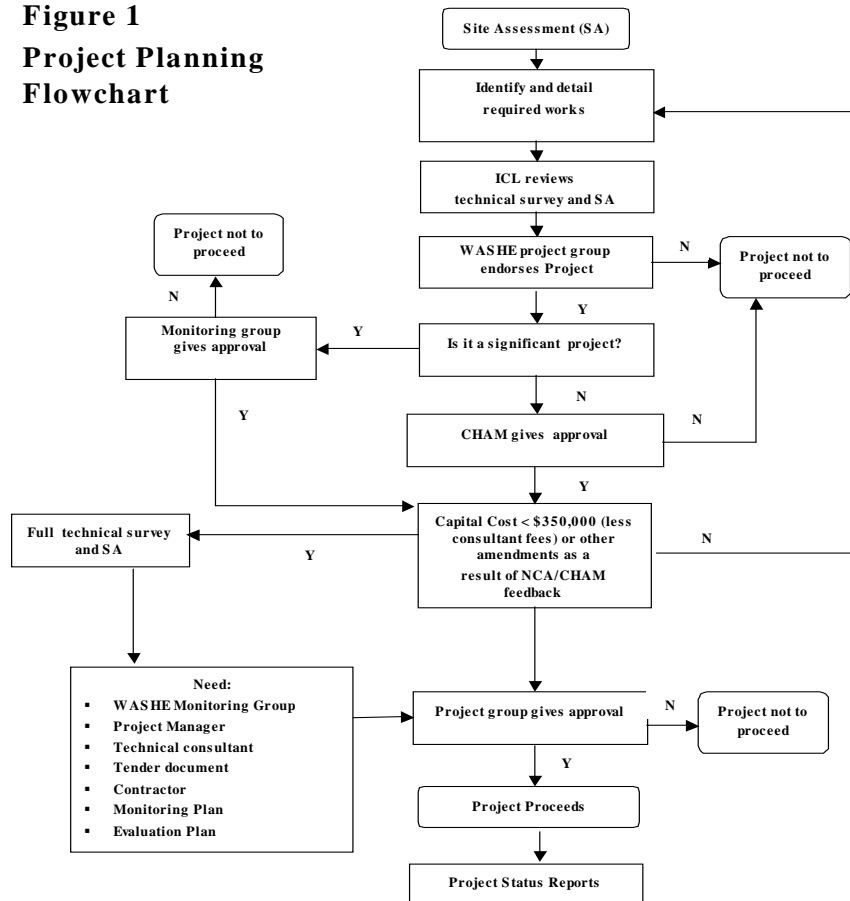 Figure 1
Project Planning
Flowchart
Site Assessment (SA)
Identify and detail
required works
ICL reviews
technical survey and SA
Project not to
proceed
WASHE project group
endorses Project
N
Project not to
proceed
N
Y
Monitoring group
gives approval
Y
Is it a significant project?
N
Y
CHAM gives approval
N
Y
Full technical survey
and SA
Y
Capital Cost < $350,000 (less
consultant fees) or other
amendments as a
result of NCA/CHAM
feedback
N
Need:
▪ WASHE Monitoring Group
▪ Project Manager
▪ Technical consultant
▪ Tender document
▪ Contractor
▪ Monitoring Plan
▪ Evaluation Plan
Project group gives approval
N
Project not to
proceed
Y
Project Proceeds
Project Status Reports